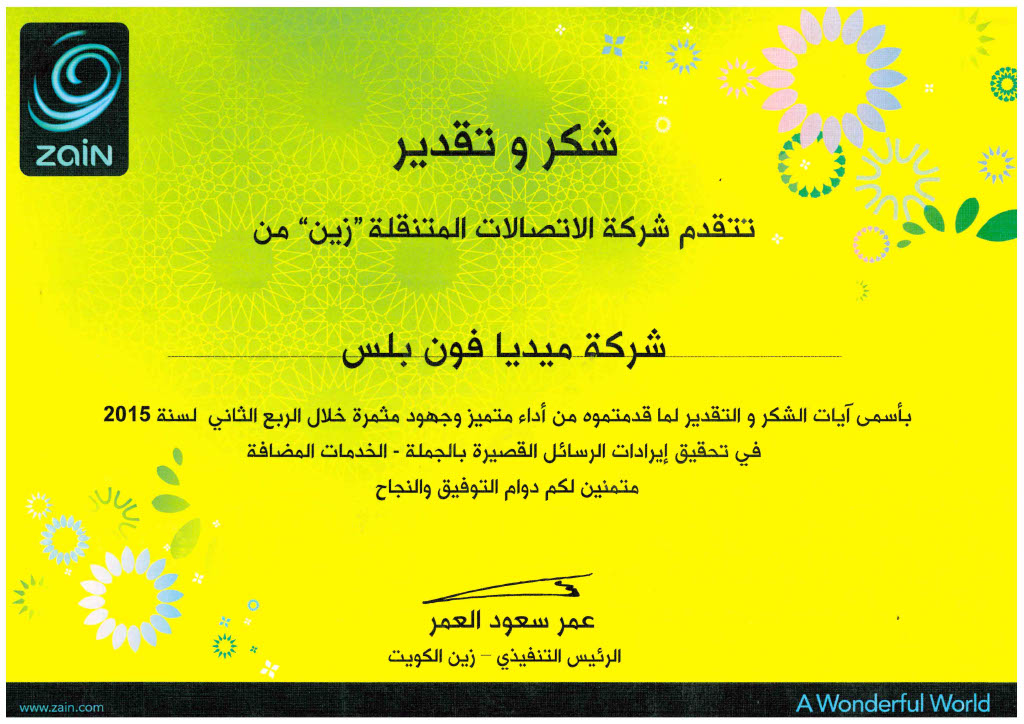 zain
شكر و تقدير
تتقدم شركة الاتصالات المتنقلة ”زين“ من
شركة ميديا فون بلس
بأسمى آيات الشكر و التقدير لما قدمتموه من أداء متميز وجهود مثمرة خلال الربع الثاني لسنة 2015
في تحقيق إيرادات الرسائل القصيرة بالجملة - الخدمات المضافة
متمنين لكم دوام التوفيق والنجاح
عمر سعود العمر
الرئيس التنفيذي – زين الكويت
www.zain.com
A Wonderful World